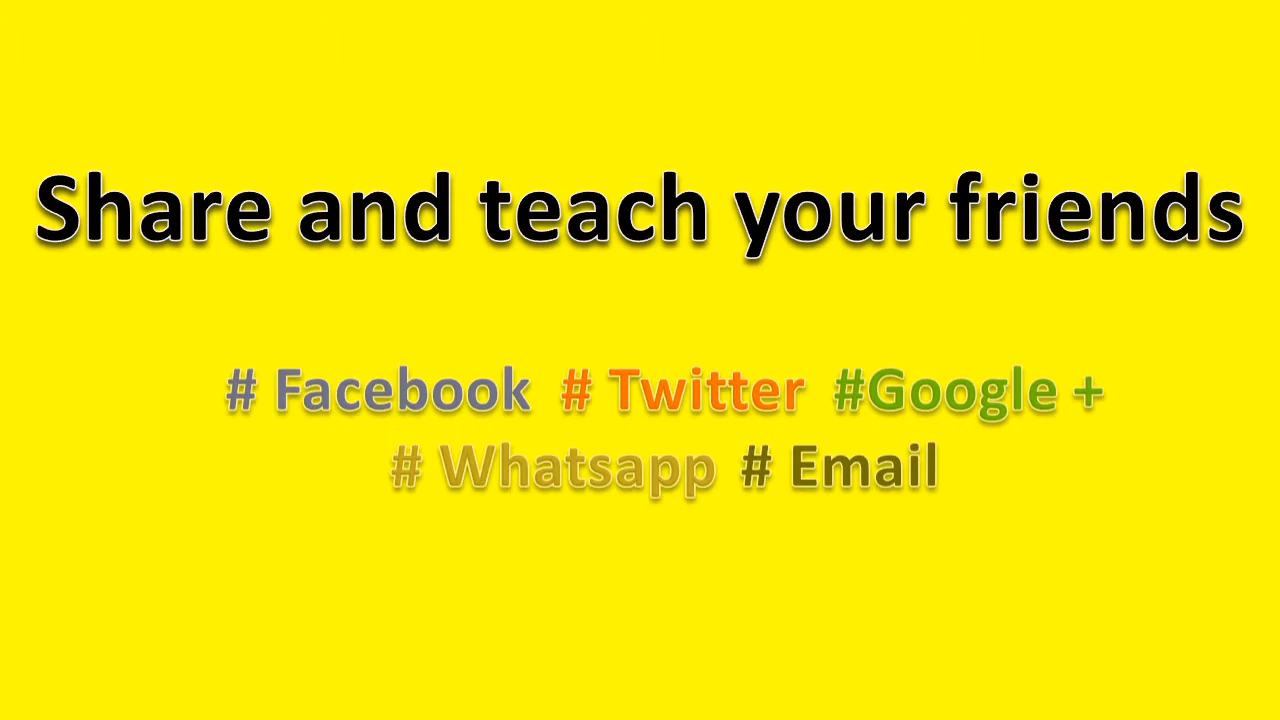 Share and teach your friends
# Facebook # Twitter #Google +
# Whatsapp # Email